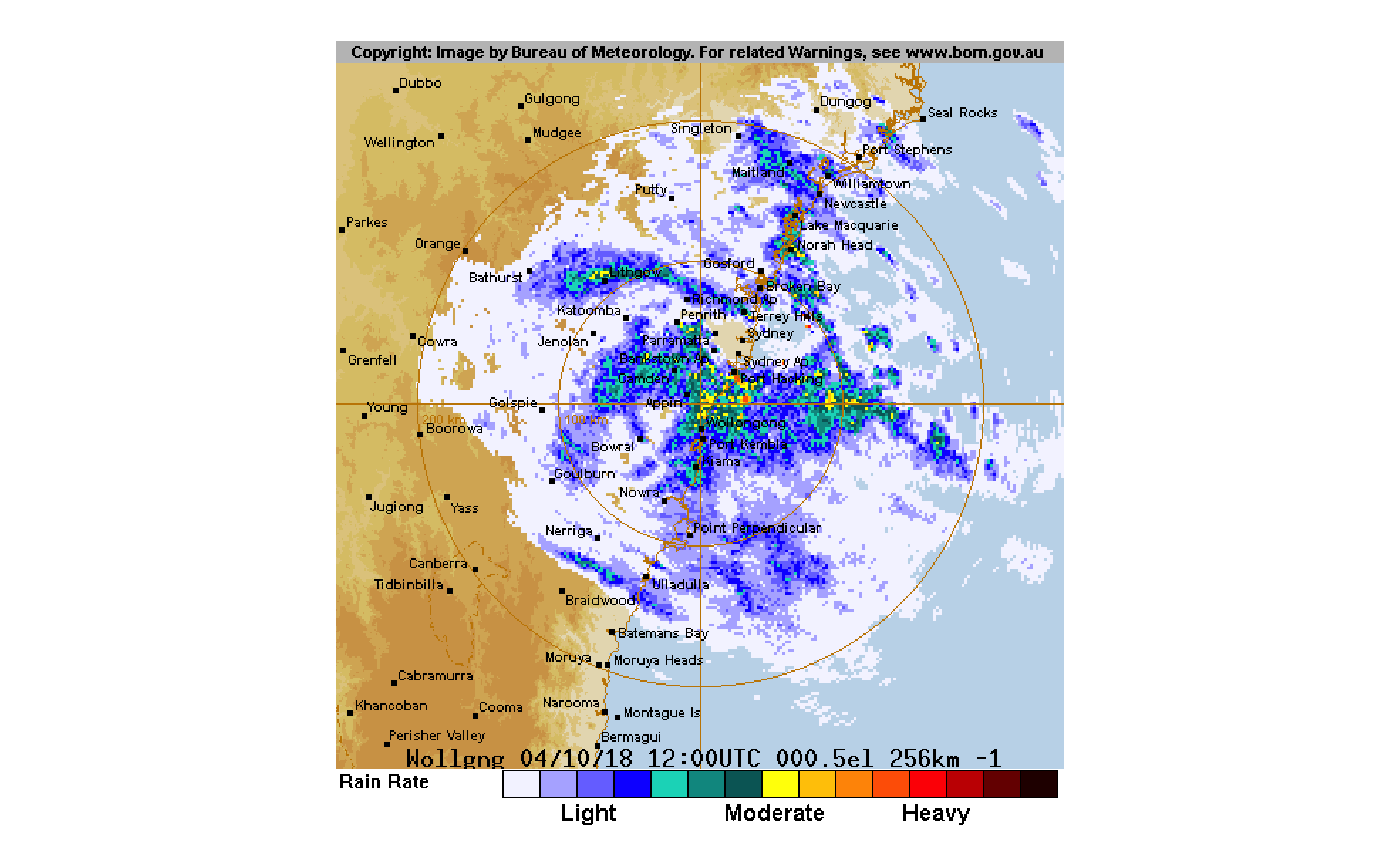 Copyright: Image by Bureau of Meteorology. For related Warnings, see www.bom.gov.au
Dubbo
Gulgong
Dungog
Seal Rocks
Singleton
Mudgee
Wellington
Port Stephens
Maitland
Williamtown
Putty
Newcastle
Parkes
Lake Macquarie
Orange
Norah Head
Gosford
Bathurst
Lithgow
Broken Bay
Richmond Ap
Katoomba
Penrith
Terrey Hills
Cowra
Jenolan
Parramatta
Sydney
Grenfell
Bankstown Ap
Sydney Ap
Camden
Port Hacking
Young
Golspie
Appin
200 km
100 km
Boorowa
Wollongong
Bowral
Port Kembla
Kiama
Goulburn
Nowra
Jugiong
Yass
Nerriga
Point Perpendicular
Canberra
Tidbinbilla
Ulladulla
Braidwood
Batemans Bay
Moruya
Moruya Heads
Cabramurra
Khancoban
Cooma
Narooma
Montague Is
Perisher Valley
Bermagui
Wollgng 04/10/18 12:00UTC 000.5el 256km -1
Rain Rate
Light
Moderate
Heavy